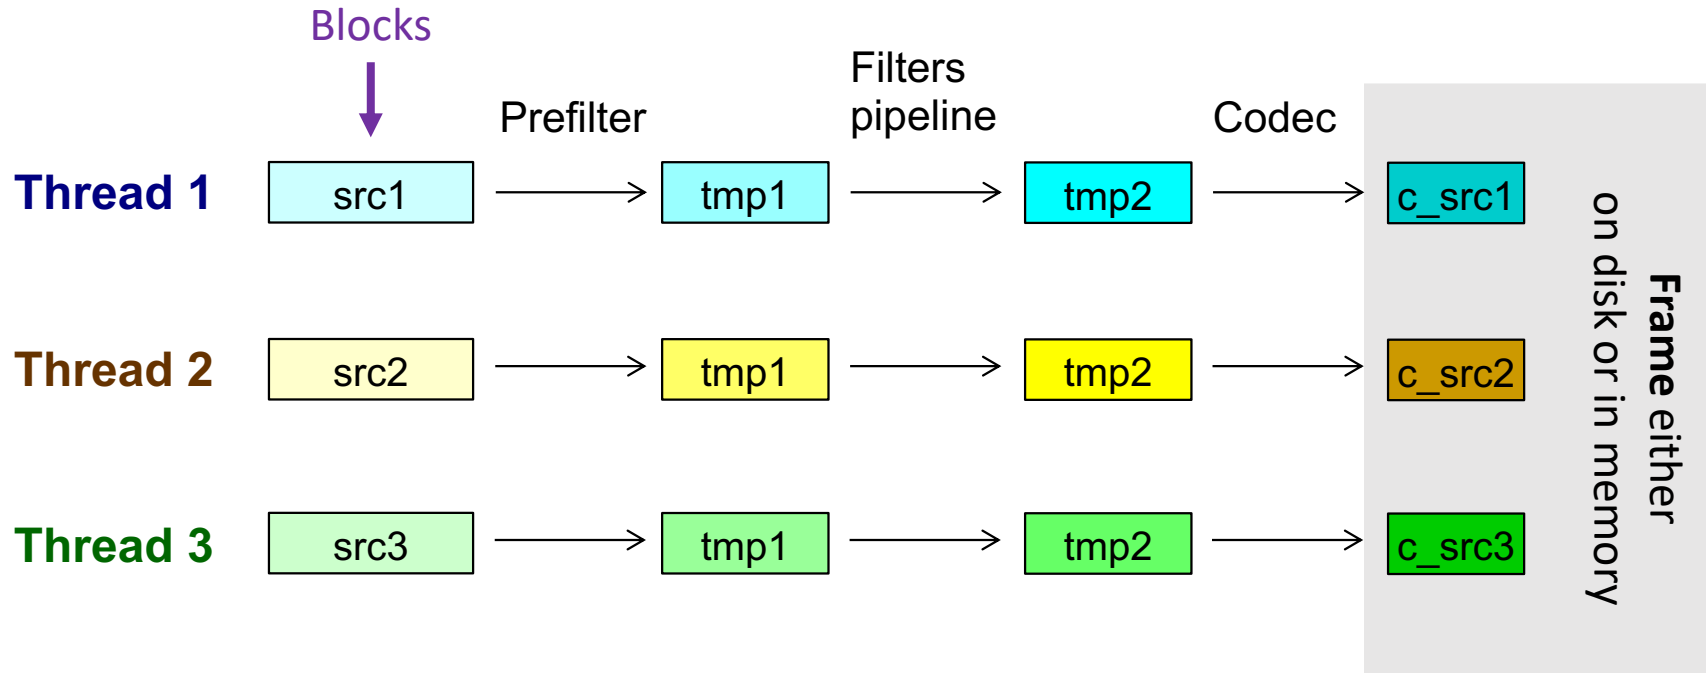 Blocks
Prefilter
Filters
pipeline
Codec
Thread 1
src1
tmp1
tmp2
c_src1
Thread 2
src2
tmp1
tmp2
c_src2
Thread 3
src3
tmp1
tmp2
c_src3
Frame either
on disk or in memory